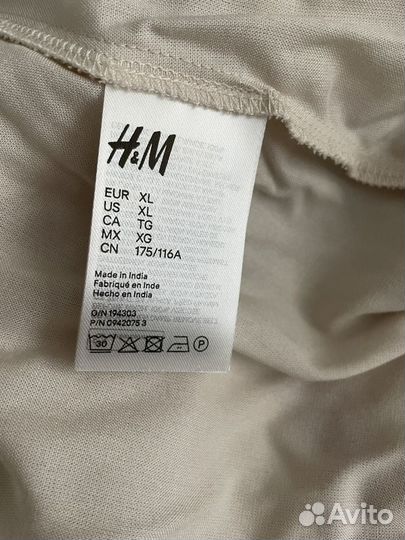 H&M
EUR XL
US XL
CA TG
MX XG
CN 175/116A
Made in India
Fabriqué en Inde
Hecho en India
G/N 194303
P/N 0942075 3
30
P
Avito